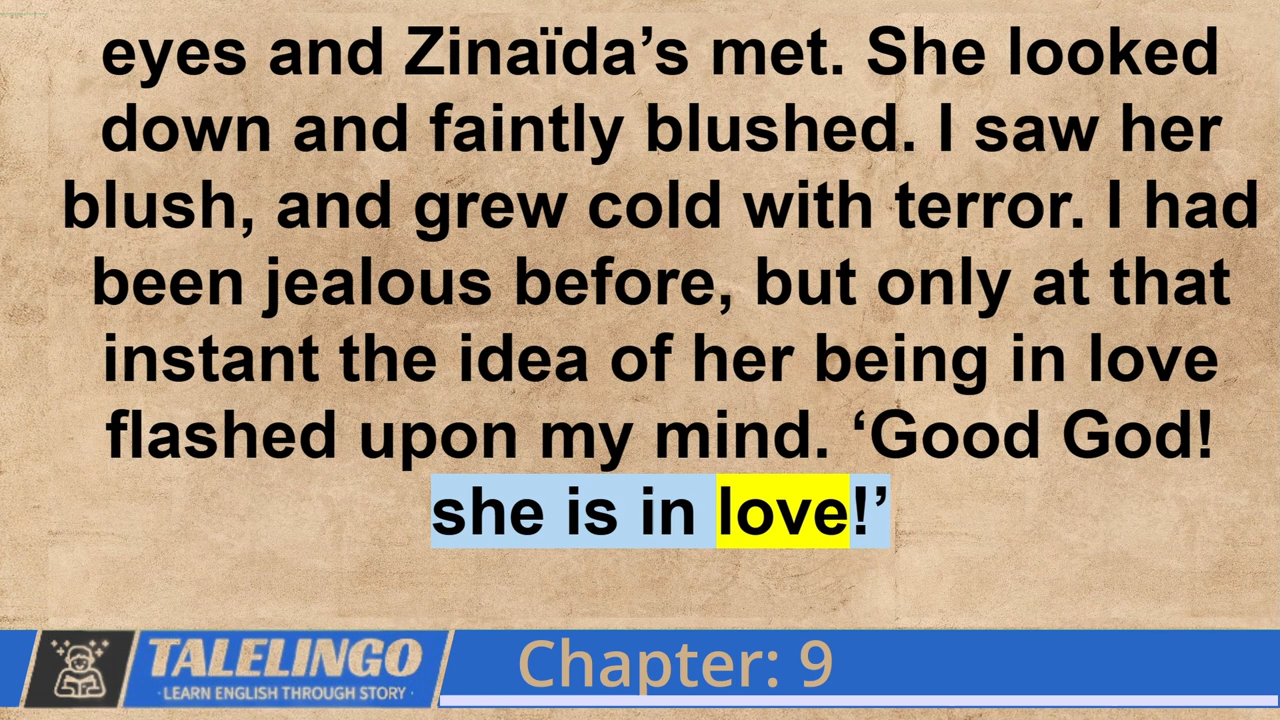 eyes and Zinaïda’s met. She looked
down and faintly blushed. I saw her
blush, and grew cold with terror. I had
been jealous before, but only at that
instant the idea of her being in love
flashed upon my mind. ‘Good God!
she is in love!’
TALELINGO
· LEARN ENGLISH THROUGH STORY ·
Chapter: 9